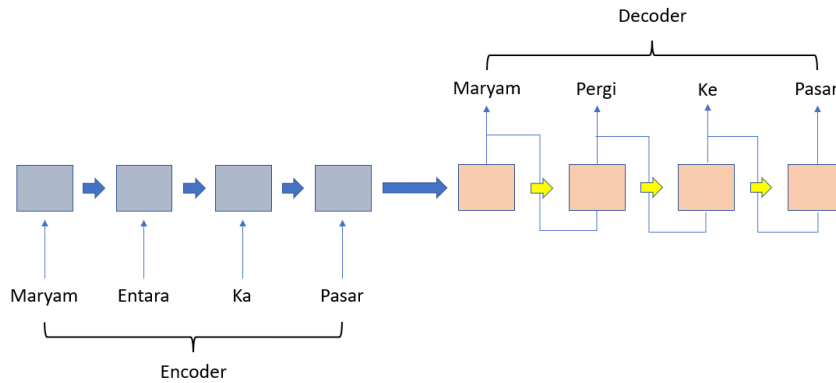 Decoder
Maryam Pergi Ke Pasar
Maryam Entara Ka Pasar
Encoder